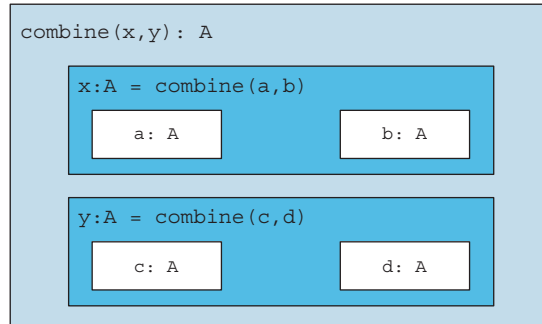 combine(x,y): A
x:A = combine(a,b)
a: A
b: A
y:A = combine(c,d)
c: A
d: A